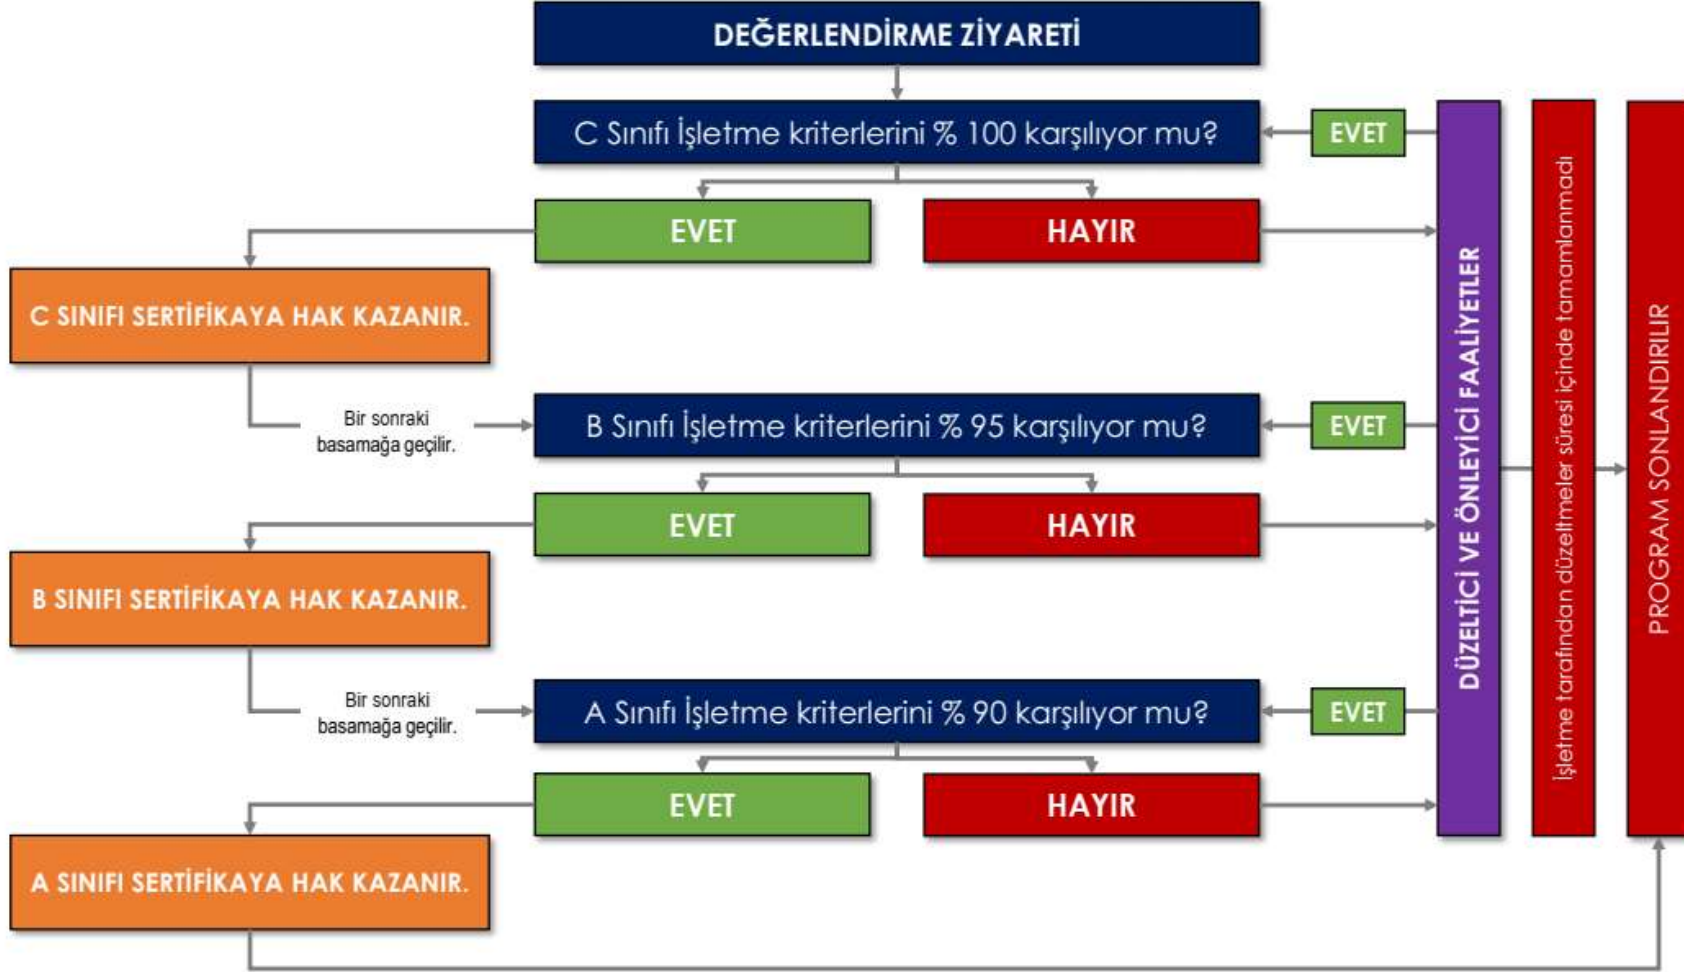 DEĞERLENDİRME ZİYARETİ
C Sınıfı İşletme kriterlerini % 100 karşılıyor mu?
EVET
EVET
HAYIR
C SINIFI SERTİFİKAYA HAK KAZANIR.
Bir sonraki
basamağa geçilir.
B Sınıfı İşletme kriterlerini % 95 karşılıyor mu?
EVET
EVET
HAYIR
B SINIFI SERTİFİKAYA HAK KAZANIR.
Bir sonraki
basamağa geçilir.
A Sınıfı İşletme kriterlerini % 90 karşılıyor mu?
EVET
EVET
HAYIR
A SINIFI SERTİFİKAYA HAK KAZANIR.
DÜZELTİCİ VE ÖNLEYİCİ FAALİYETLER
İşletme tarafından düzeltmeler süresi içinde tamamlanmadı
PROGRAM SONLANDIRILIR